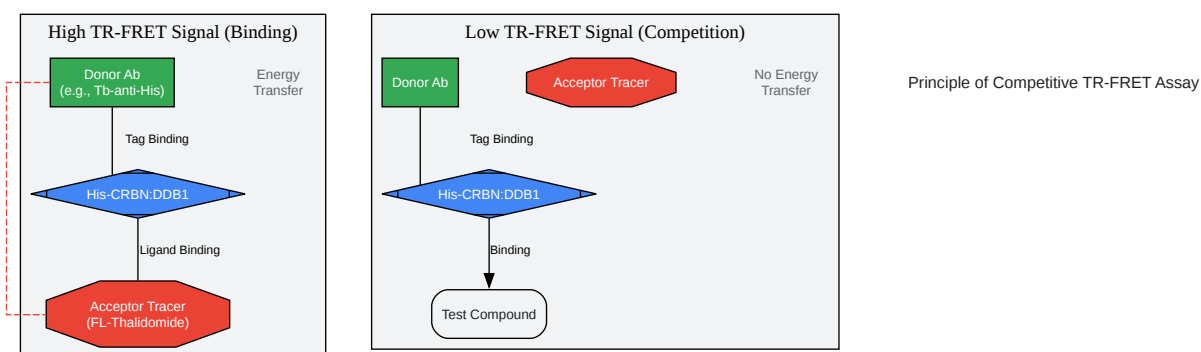 High TR-FRET Signal (Binding)
Donor Ab
(e.g., Tb-anti-His)
Energy
Transfer
Tag Binding
His-CRBN:DDB1
Ligand Binding
Acceptor Tracer
(FL-Thalidomide)
Low TR-FRET Signal (Competition)
Donor Ab
Acceptor Tracer
No Energy
Transfer
Tag Binding
His-CRBN:DDB1
Binding
Test Compound
Principle of Competitive TR-FRET Assay